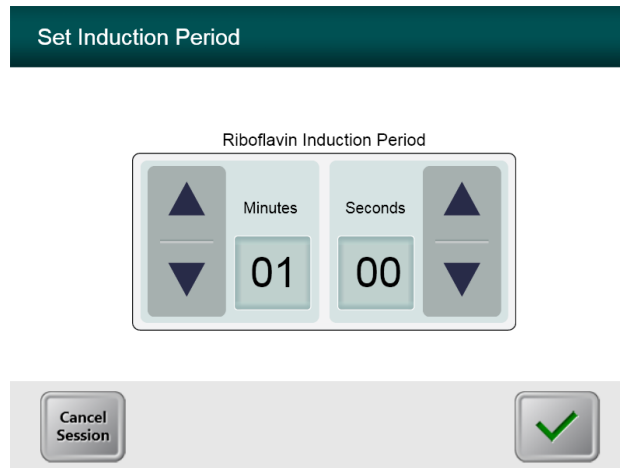 Set Induction Period
Riboflavin Induction Period
Minutes
Seconds
01
00
Cancel
Session